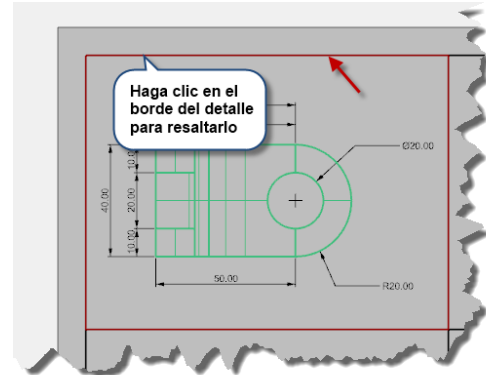 Haga clic en el
borde del detalle
para resaltarlo
Ø20.00
10.00
40.00
20.00
10.00
50.00
R20.00